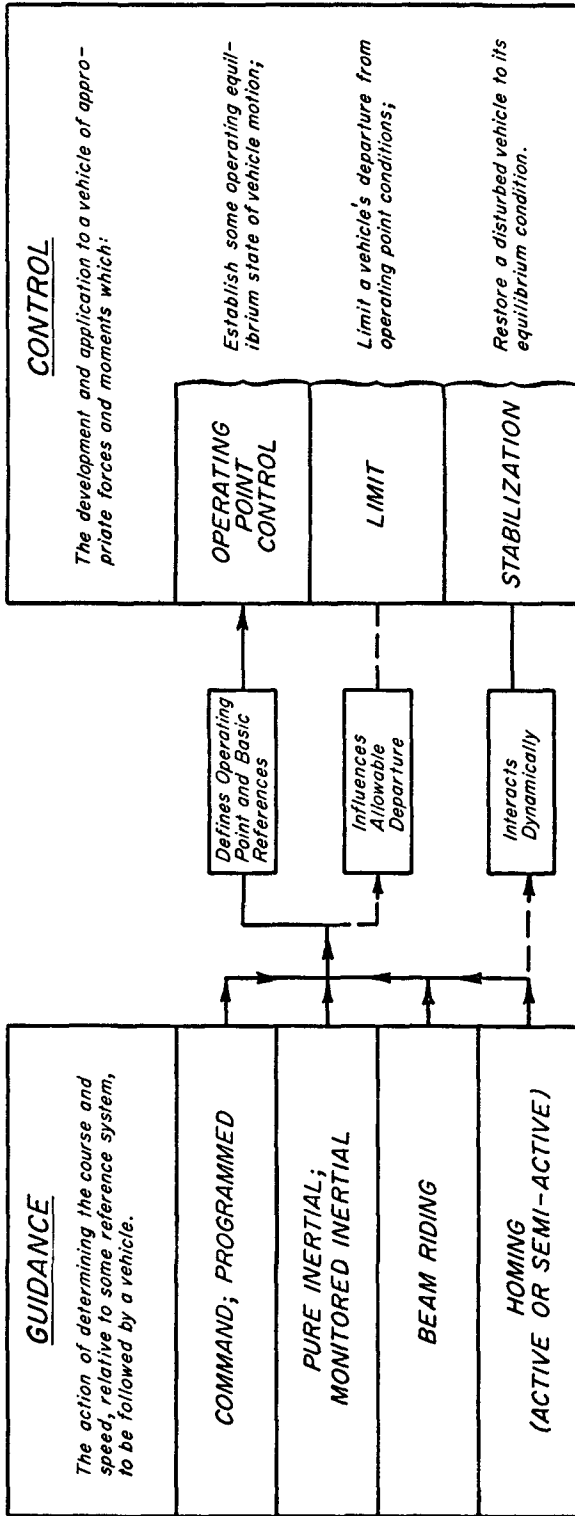 GUIDANCE
The action of determining the course and
speed, relative to some reference system,
to be followed by a vehicle.
COMMAND; PROGRAMMED
PURE INERTIAL;
MONITORED INERTIAL
BEAM RIDING
HOMING
(ACTIVE OR SEMI-ACTIVE)
Defines Operating
Point and Basic
References
Influences
Allowable
Departure
Interacts
Dynamically
CONTROL
The development and application to a vehicle of appro-
priate forces and moments which:
OPERATING
POINT
CONTROL
Establish some operating equil-
ibrium state of vehicle motion;
LIMIT
Limit a vehicle's departure from
operating point conditions;
STABILIZATION
Restore a disturbed vehicle to its
equilibrium condition.